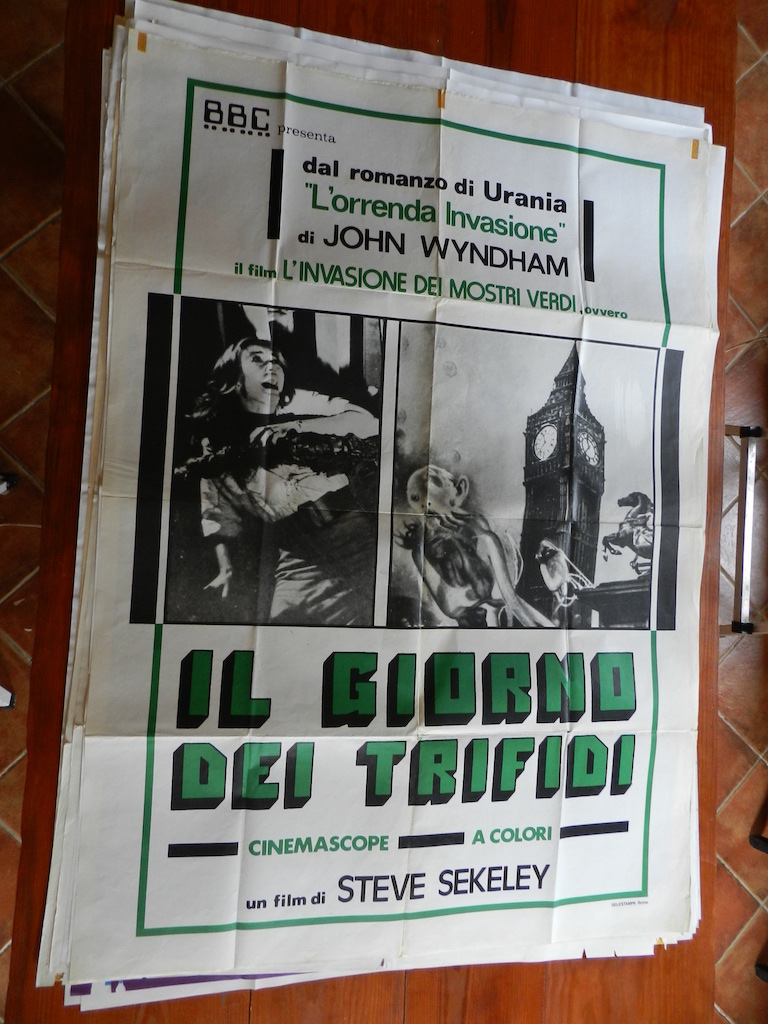 BBC presenta
dal romanzo di Urania
"L'orrenda Invasione"
di JOHN WYNDHAM
il film L'INVASIONE DEI MOSTRI VERDI, ovvero
IL GIORNO
DEI TRIFIDI
CINEMASCOPE A COLORI
un film di STEVE SEKELEY